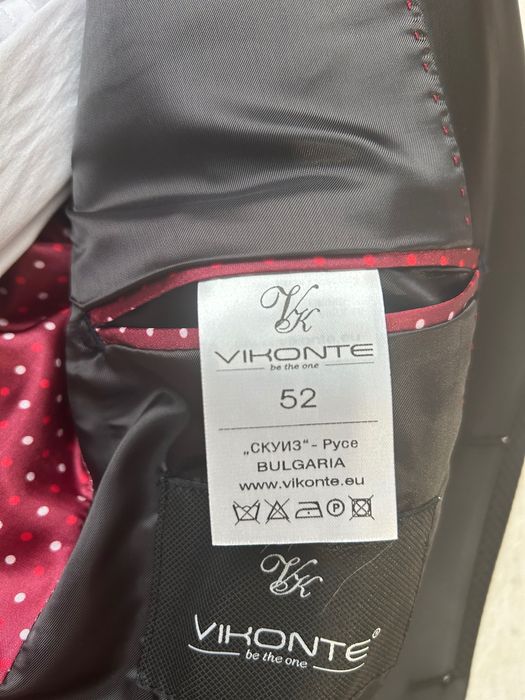 VK
VIKONTE
be the one
52
„СКУИЗ“ - Русе
BULGARIA
www.vikonte.eu
P
VK
VIKONTE®
be the one